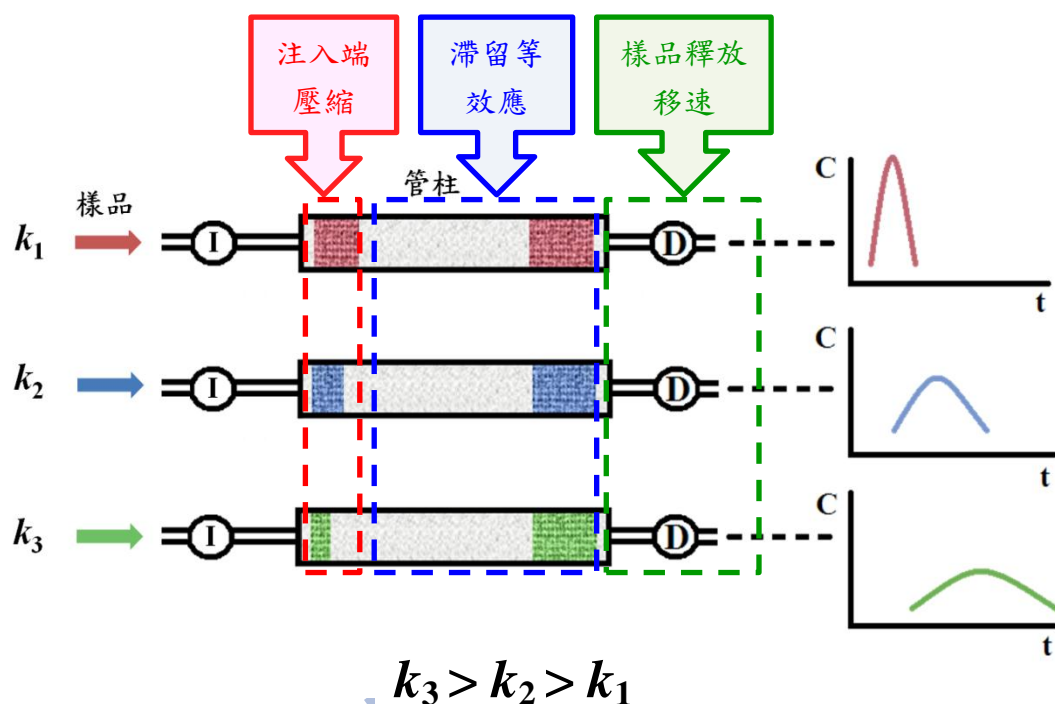 注入端
壓縮
滯留等
效應
樣品釋放
移速
管柱
樣品
k₁
I
D
C
t
k₂
I
D
C
t
k₃
I
D
C
t
k₃ > k₂ > k₁